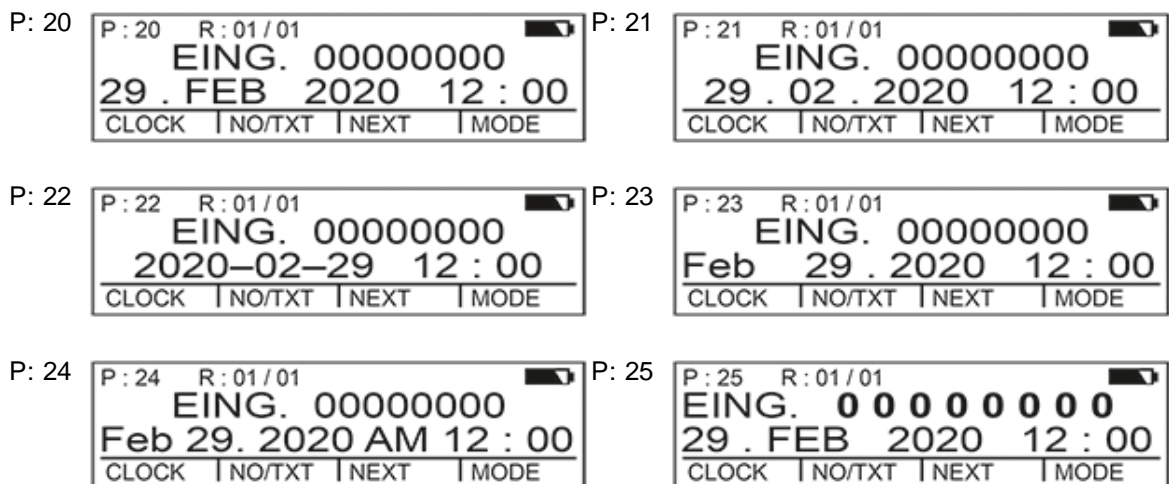 P: 20
P : 20 R : 01 / 01
EING. 00000000
29 . FEB 2020 12 : 00
CLOCK NO/TXT NEXT MODE
P: 21
P : 21 R : 01 / 01
EING. 00000000
29 . 02 . 2020 12 : 00
CLOCK NO/TXT NEXT MODE
P: 22
P : 22 R : 01 / 01
EING. 00000000
2020–02–29 12 : 00
CLOCK NO/TXT NEXT MODE
P: 23
P : 23 R : 01 / 01
EING. 00000000
Feb 29 . 2020 12 : 00
CLOCK NO/TXT NEXT MODE
P: 24
P : 24 R : 01 / 01
EING. 00000000
Feb 29. 2020 AM 12 : 00
CLOCK NO/TXT NEXT MODE
P: 25
P : 25 R : 01 / 01
EING. 0 0 0 0 0 0 0 0
29 . FEB 2020 12 : 00
CLOCK NO/TXT NEXT MODE